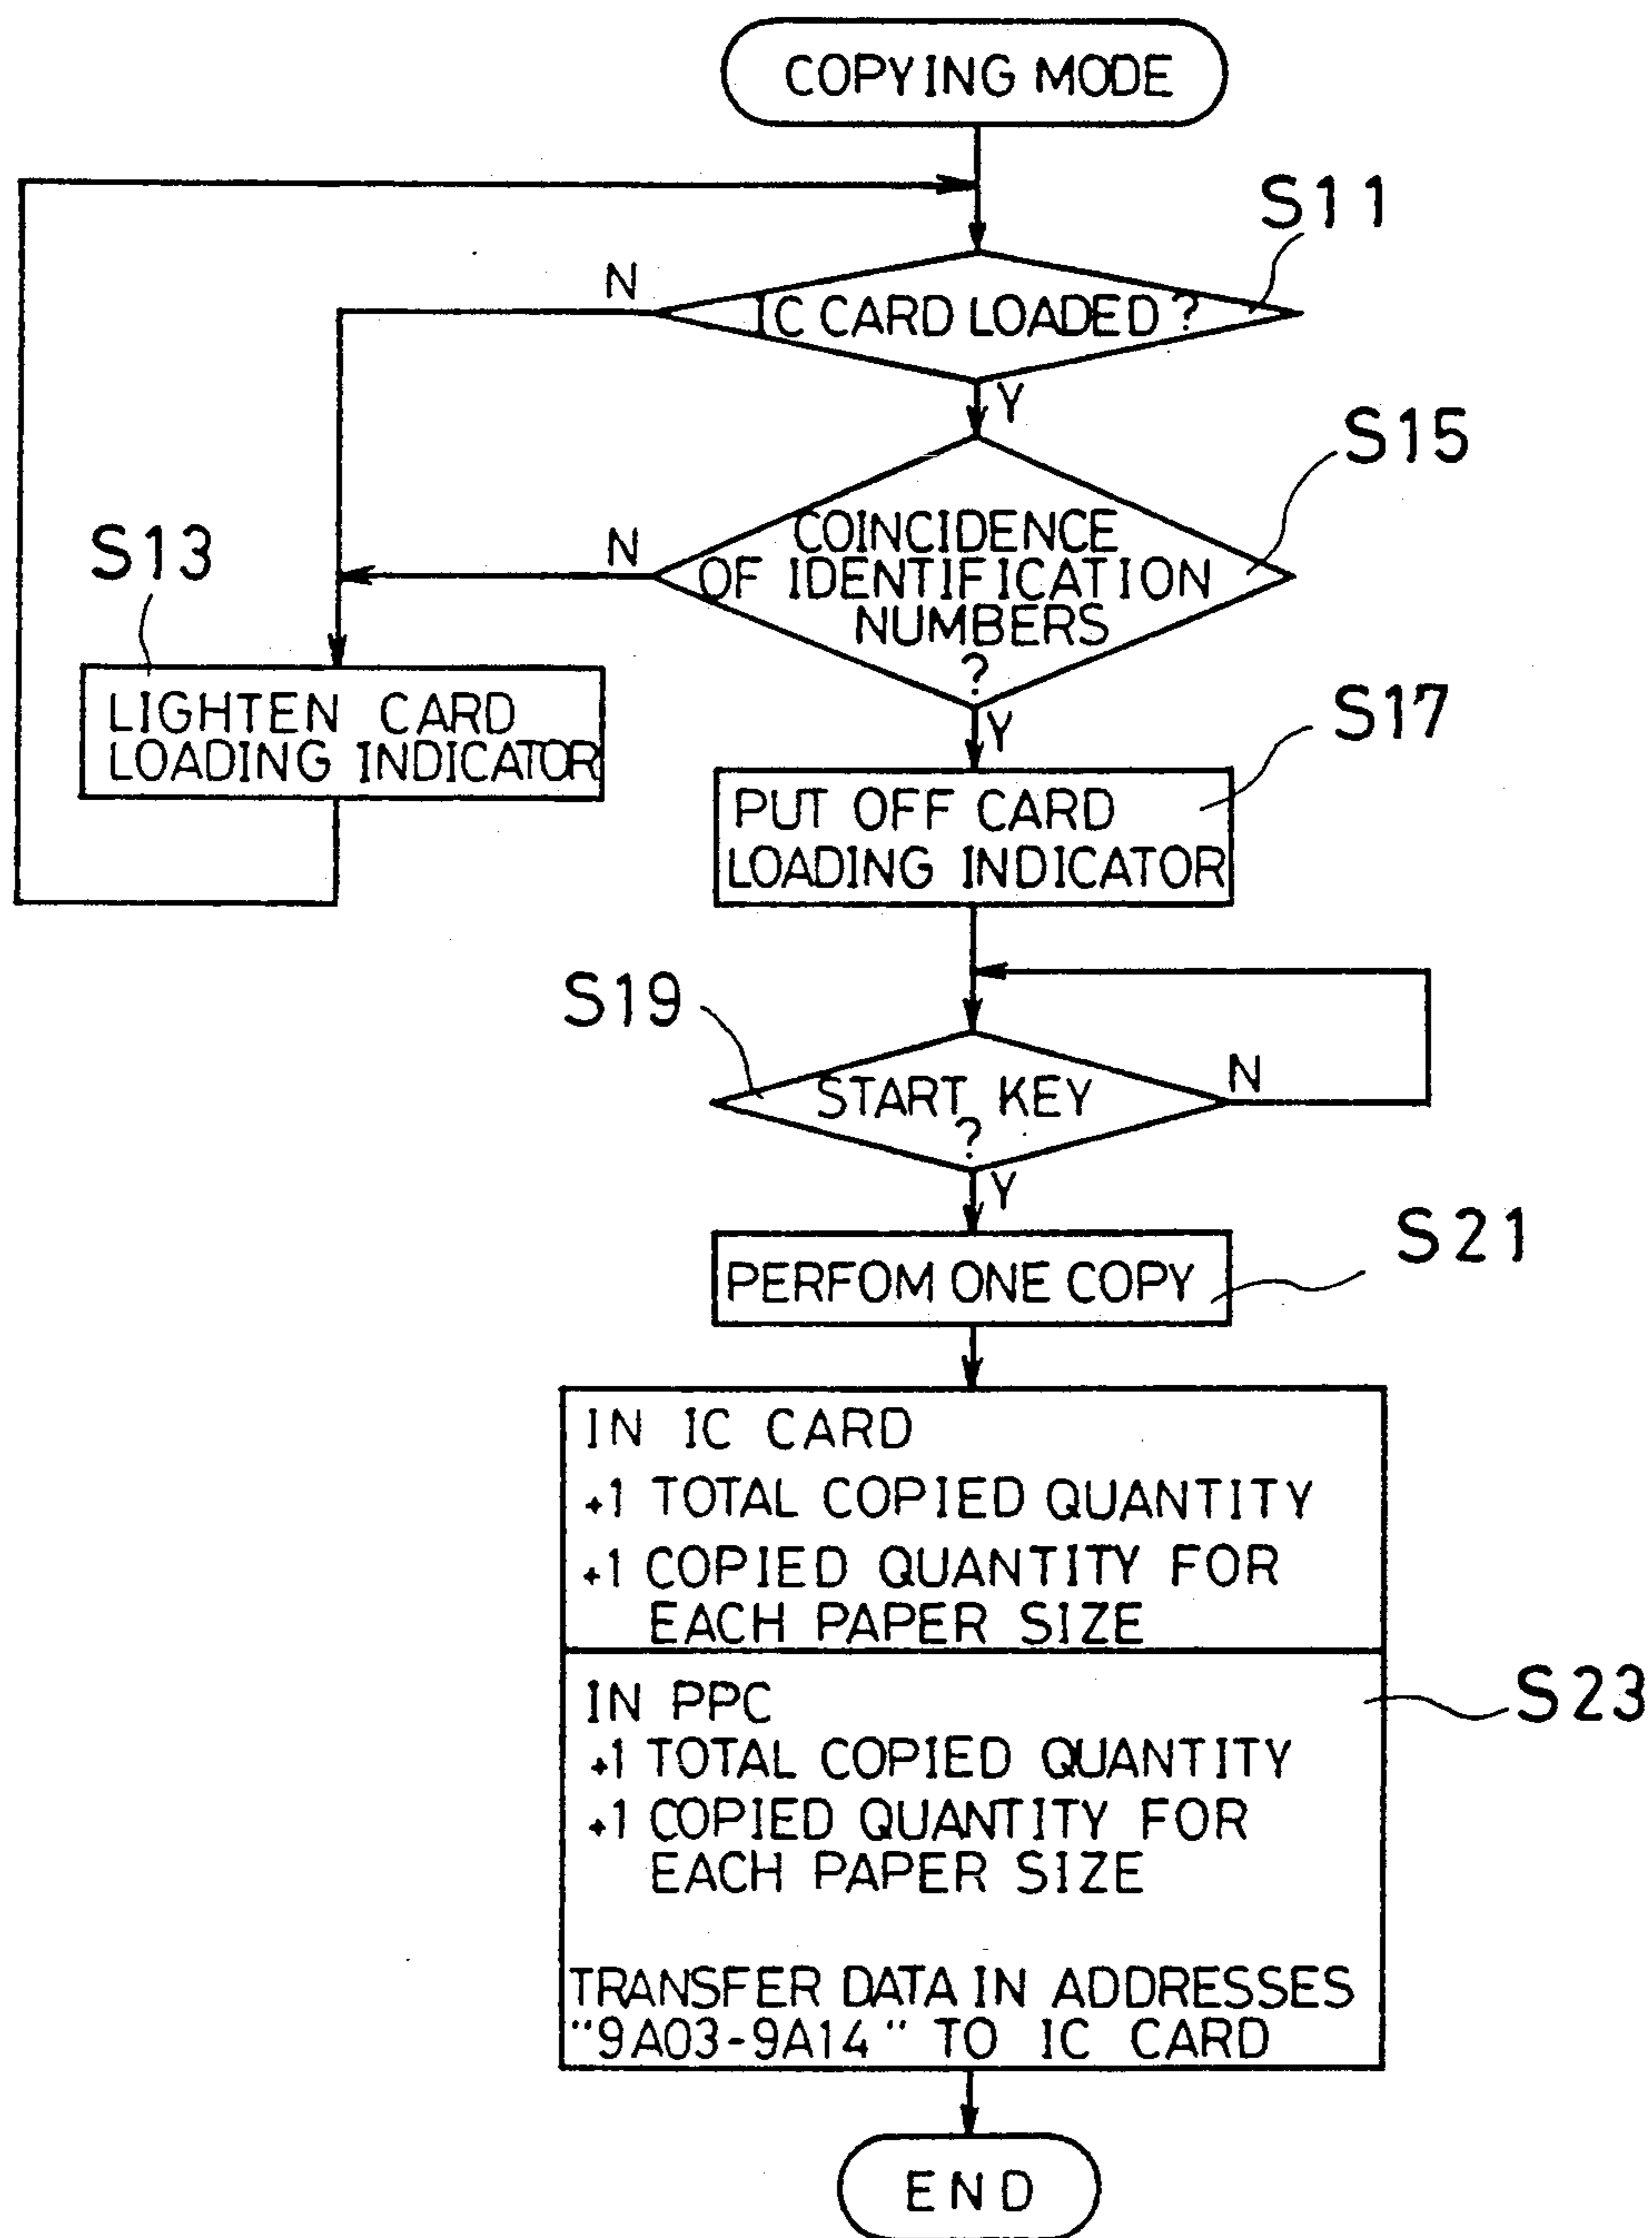 COPYING MODE
S11
N
IC CARD LOADED?
Y
S15
N
COINCIDENCE
OF IDENTIFICATION
NUMBERS
?
S13
LIGHTEN CARD
LOADING INDICATOR
Y
S17
PUT OFF CARD
LOADING INDICATOR
S19
START KEY
?
N
Y
S21
PERFOM ONE COPY
IN IC CARD
+1 TOTAL COPIED QUANTITY
+1 COPIED QUANTITY FOR
EACH PAPER SIZE
IN PPC
S23
+1 TOTAL COPIED QUANTITY
+1 COPIED QUANTITY FOR
EACH PAPER SIZE
TRANSFER DATA IN ADDRESSES
"9A03-9A14" TO IC CARD
END